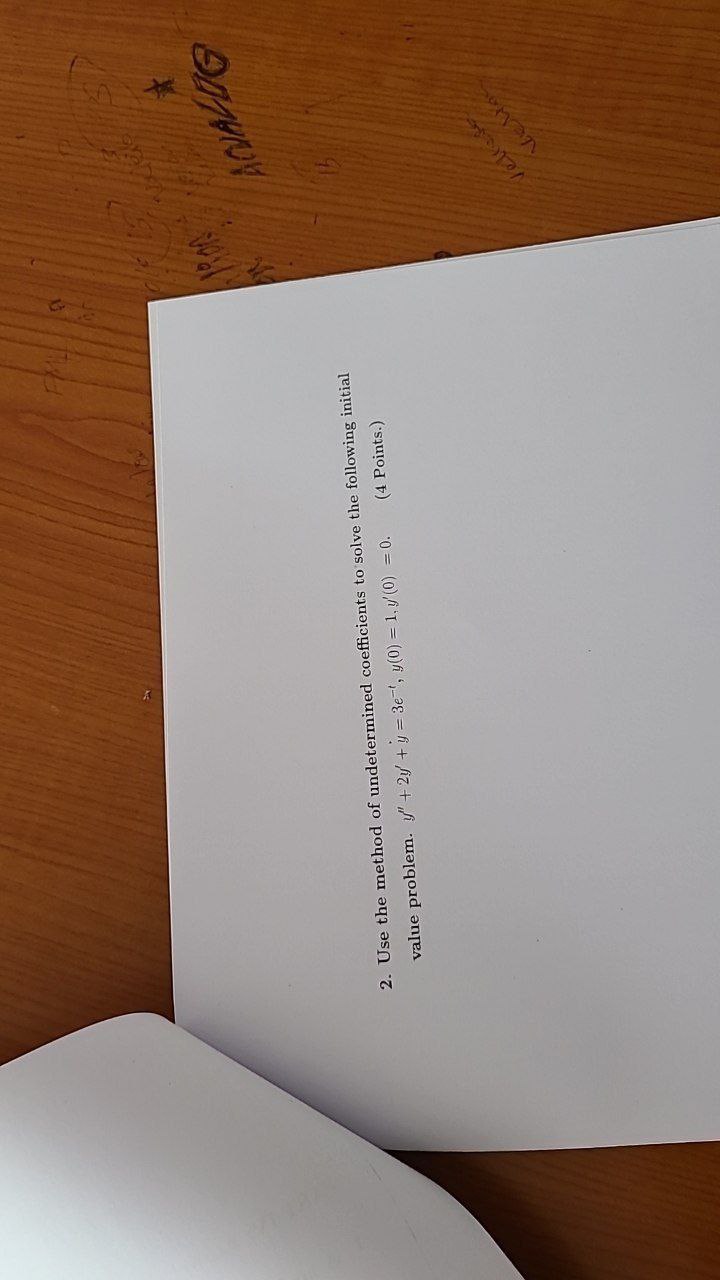 2. Use the method of undetermined coefficients to solve the following initial
value problem. y″ + 2y′ + y = 3e⁻ᵗ, y(0) = 1, y′(0) = 0. (4 Points.)
ANALOG